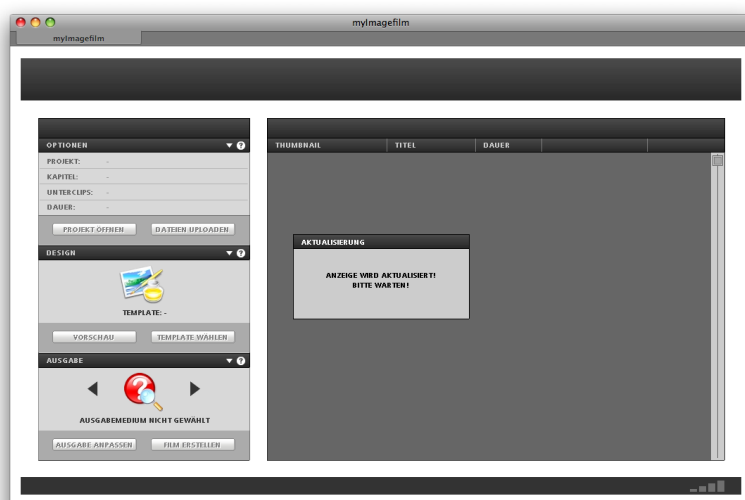 myImagefilm
myImagefilm
OPTIONEN
PROJEKT: -
KAPITEL: -
UNTERCLIPS: -
DAUER: -
PROJEKT ÖFFNEN DATEIEN UPLOADEN
DESIGN
TEMPLATE: -
VORSCHAU TEMPLATE WÄHLEN
AUSGABE
AUSGABEMEDIUM NICHT GEWÄHLT
AUSGABE ANPASSEN FILM ERSTELLEN
THUMBNAIL TITEL DAUER
AKTUALISIERUNG
ANZEIGE WIRD AKTUALISIERT!
BITTE WARTEN!